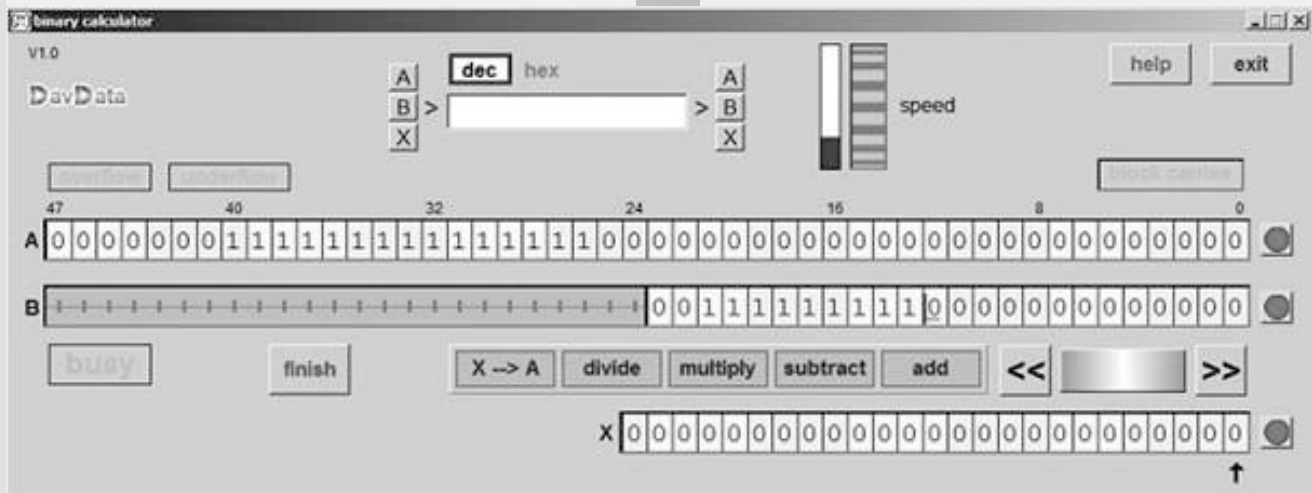 binary calculator
V1.0
DavData
A
B >
X
dec hex
A
> B
X
speed
help exit
overflow underflow block carries
47 40 32 24 16 8 0
A 0 0 0 0 0 0 0 1 1 1 1 1 1 1 1 1 1 1 1 1 1 1 0 0 0 0 0 0 0 0 0 0 0 0 0 0 0 0 0 0 0 0 0 0 0 0 0 0
B 0 0 1 1 1 1 1 1 1 1 1 0 0 0 0 0 0 0 0 0 0 0 0 0
busy finish X --> A divide multiply subtract add << >>
X 0 0 0 0 0 0 0 0 0 0 0 0 0 0 0 0 0 0 0 0 0 0 0 0 0